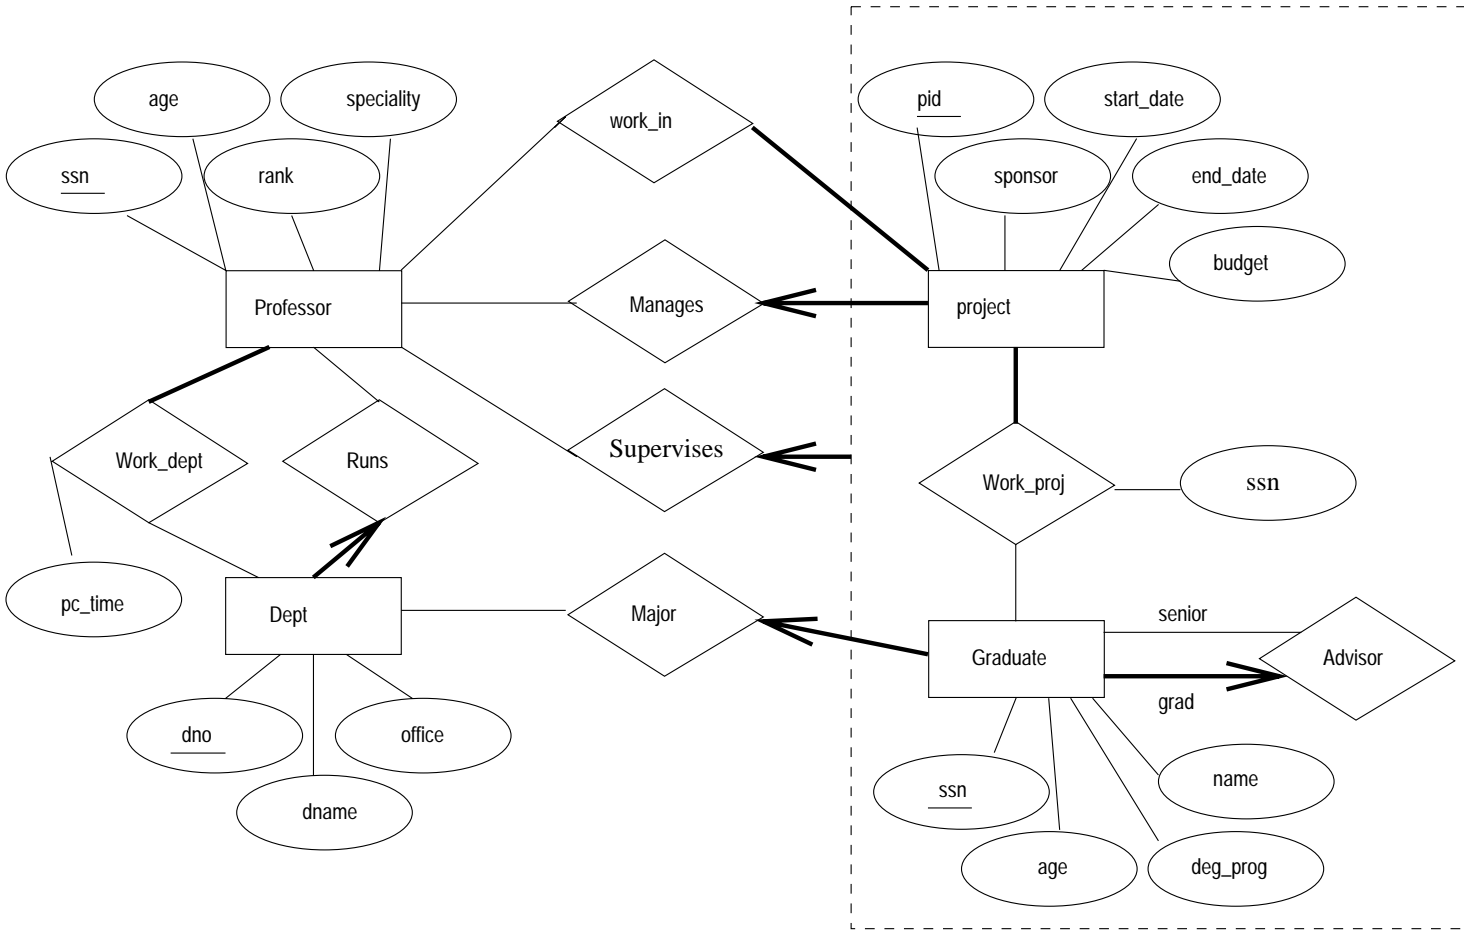 age
speciality
work_in
pid
start_date
ssn
rank
sponsor
end_date
budget
Professor
Manages
project
Work_dept
Runs
Supervises
Work_proj
ssn
pc_time
Dept
Major
senior
Graduate
Advisor
grad
dno
office
name
ssn
dname
age
deg_prog